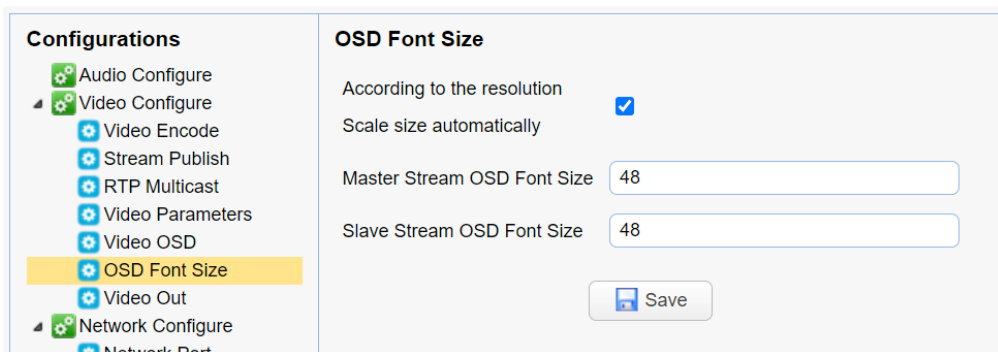 Configurations
Audio Configure
Video Configure
Video Encode
Stream Publish
RTP Multicast
Video Parameters
Video OSD
OSD Font Size
Video Out
Network Configure
Network Port
OSD Font Size
According to the resolution
Scale size automatically
Master Stream OSD Font Size 48
Slave Stream OSD Font Size 48
Save